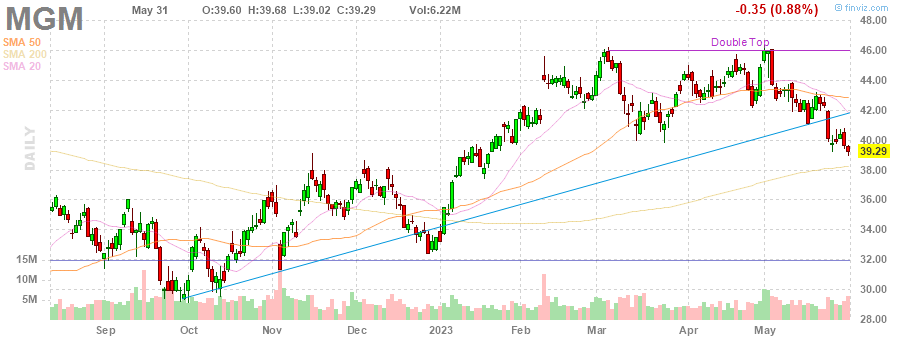 MGM May 31 O:39.60 H:39.68 L:39.02 C:39.29 Vol:6.22M -0.35 (0.88%) © finviz.com
SMA 50
SMA 200
SMA 20
DAILY
Double Top
48.00
46.00
44.00
42.00
40.00
39.29
38.00
36.00
34.00
32.00
30.00
28.00
15M
10M
5M
Sep Oct Nov Dec 2023 Feb Mar Apr May